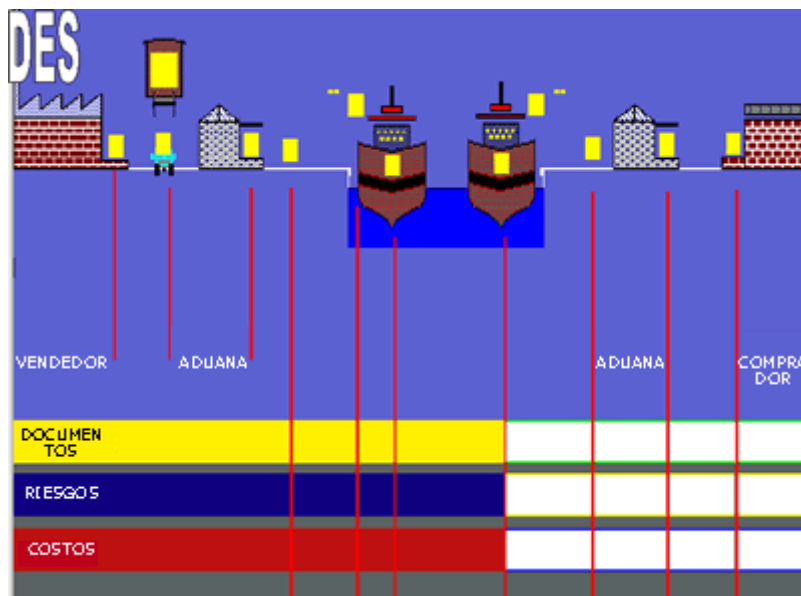 DES
VENDEDOR ADUANA ADUANA COMPRA
DOR
DOCUMEN
TOS
RIESGOS
COSTOS